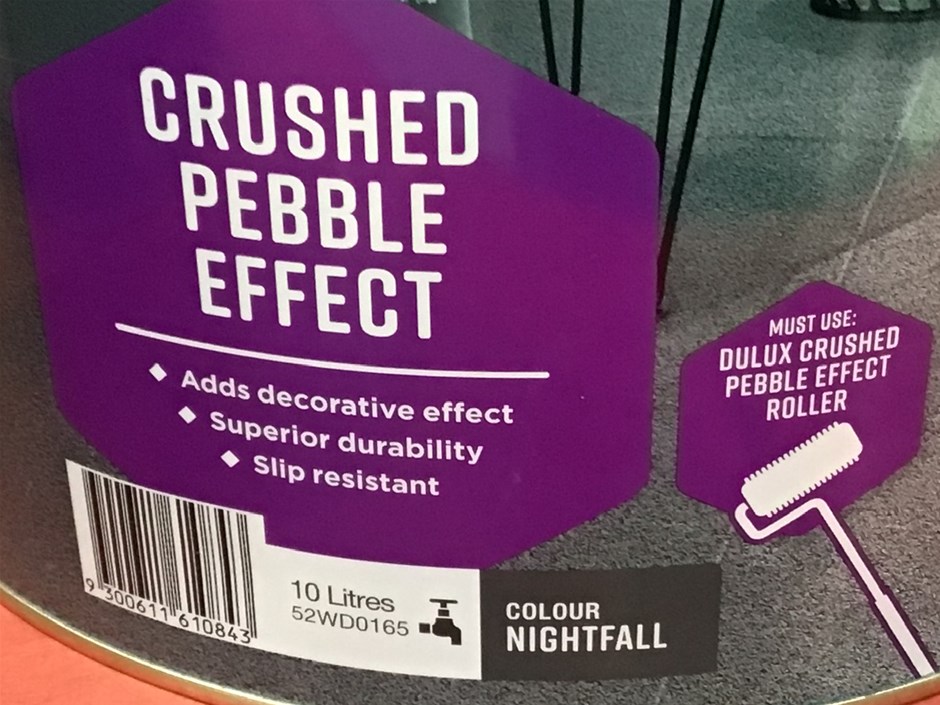 CRUSHED
PEBBLE
EFFECT
Adds decorative effect
Superior durability
Slip resistant
MUST USE:
DULUX CRUSHED
PEBBLE EFFECT
ROLLER
9 300611 610843
10 Litres
52WD0165
COLOUR
NIGHTFALL